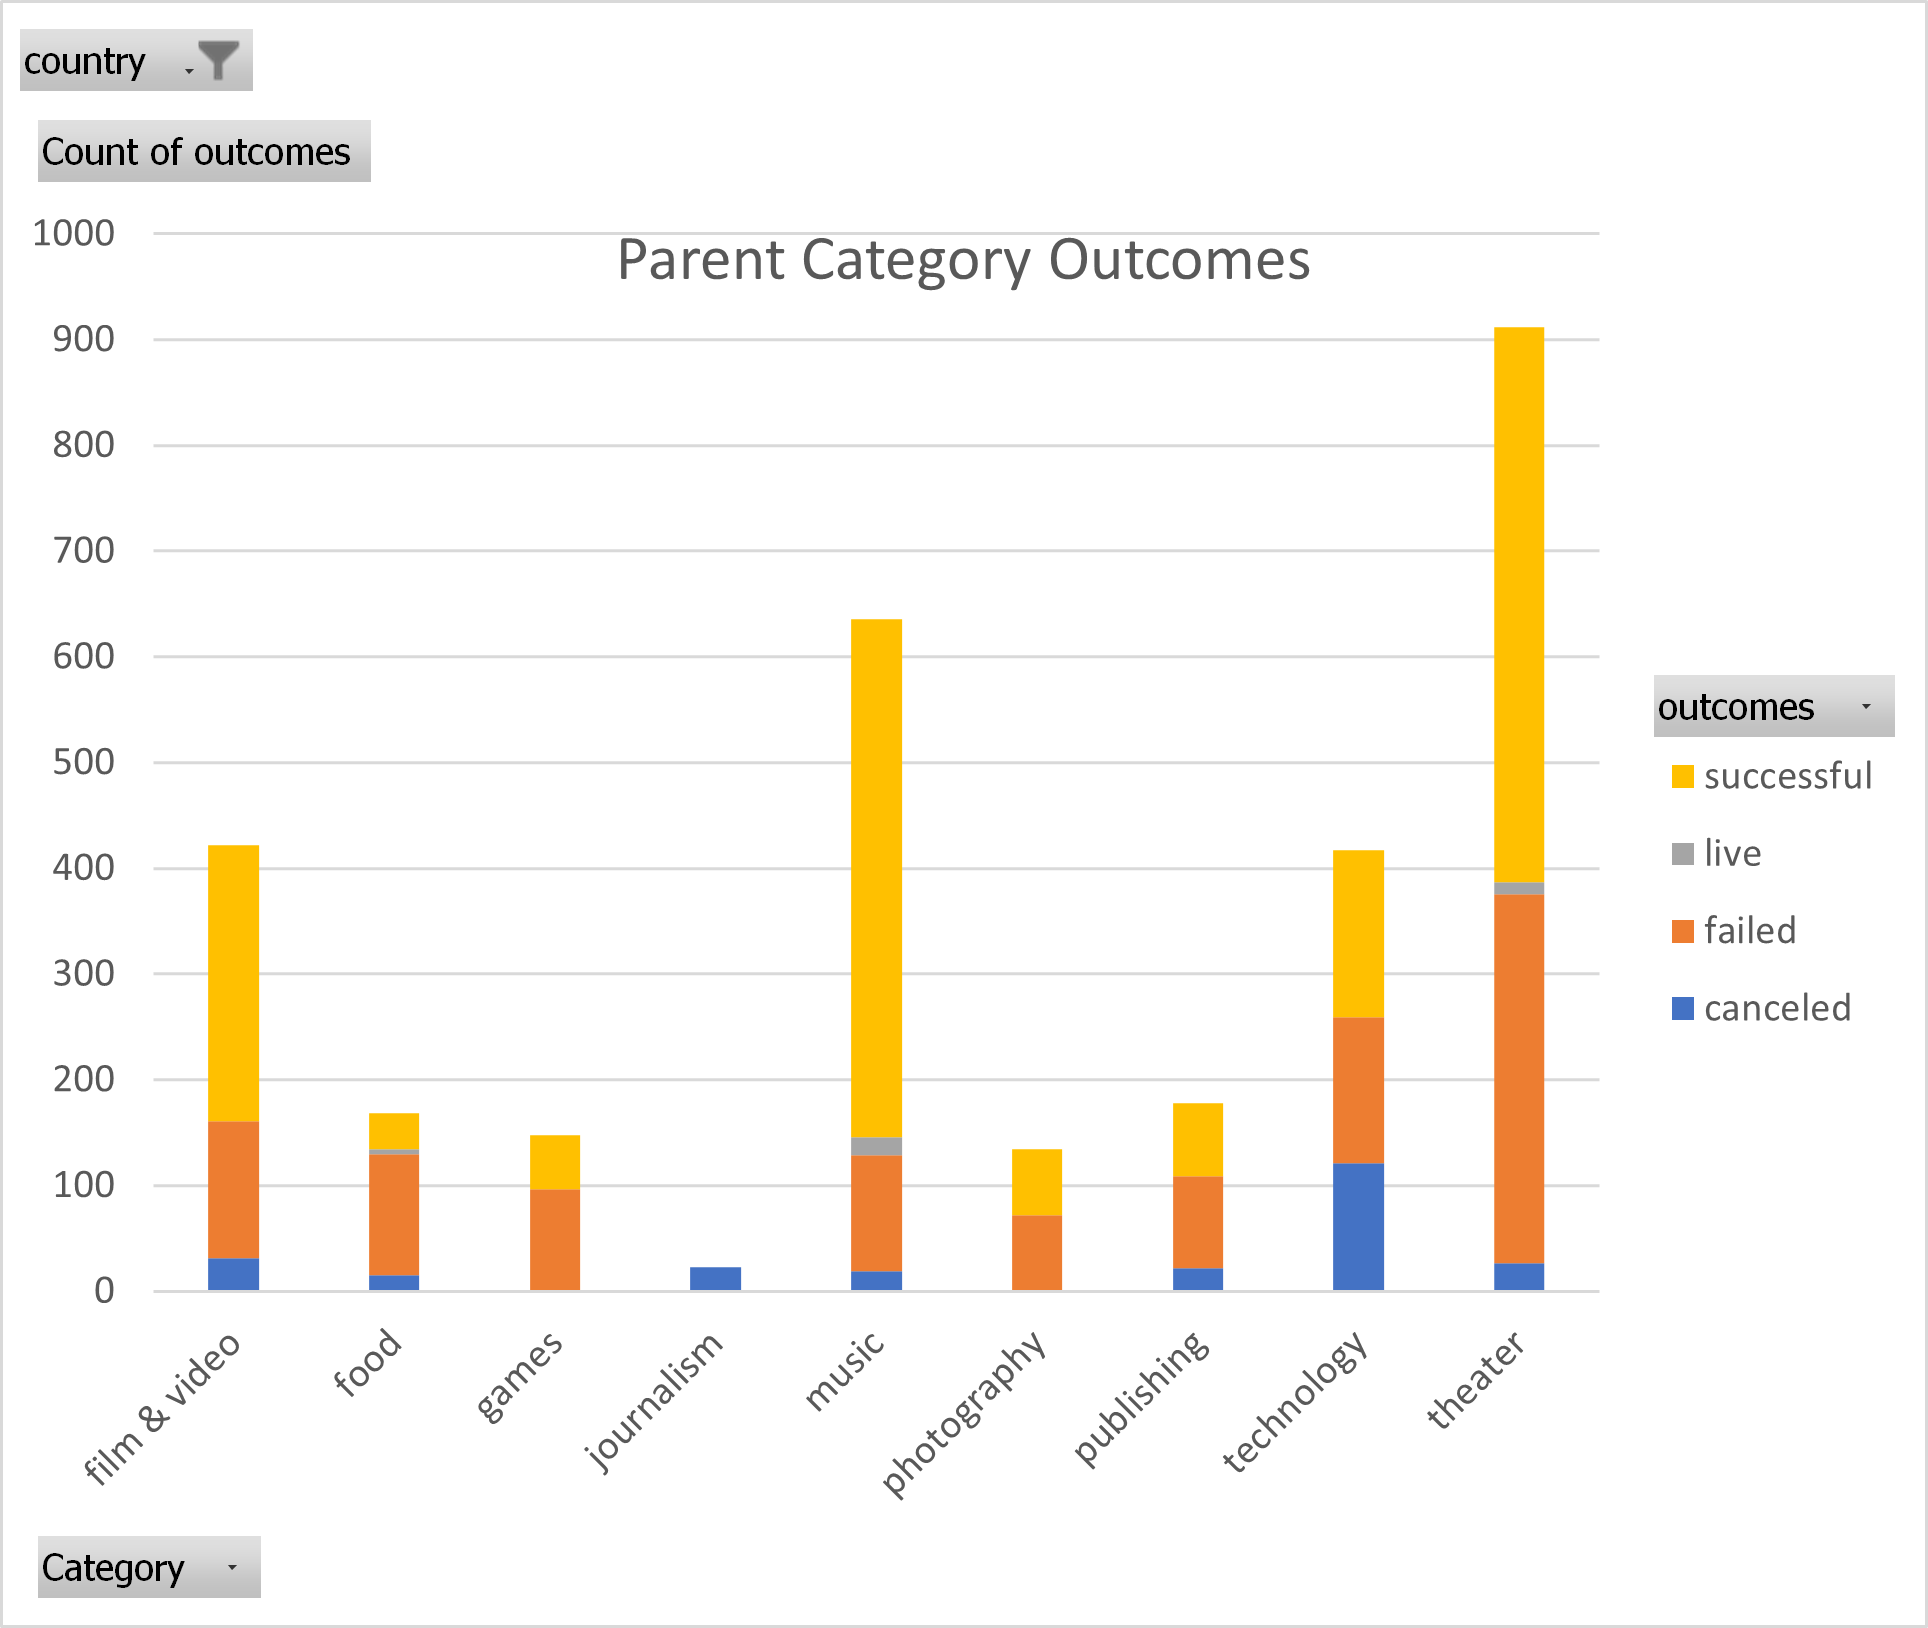 country
Count of outcomes
Parent Category Outcomes
1000
900
800
700
600
500
400
300
200
100
0
film & video
food
games
journalism
music
photography
publishing
technology
theater
outcomes
successful
live
failed
canceled
Category